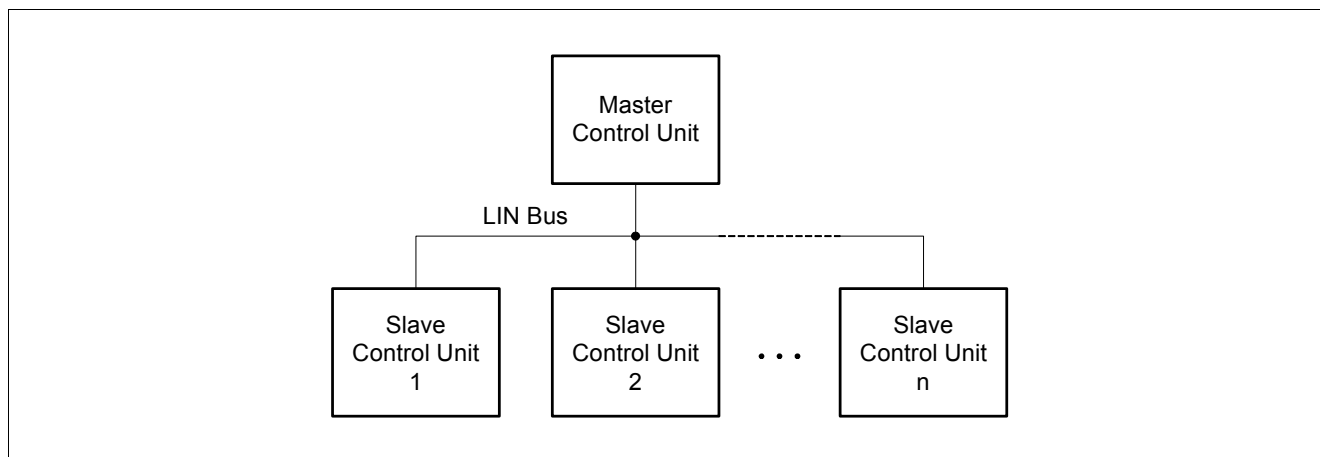 Master
Control Unit
LIN Bus
Slave
Control Unit
1
Slave
Control Unit
2
. . .
Slave
Control Unit
n